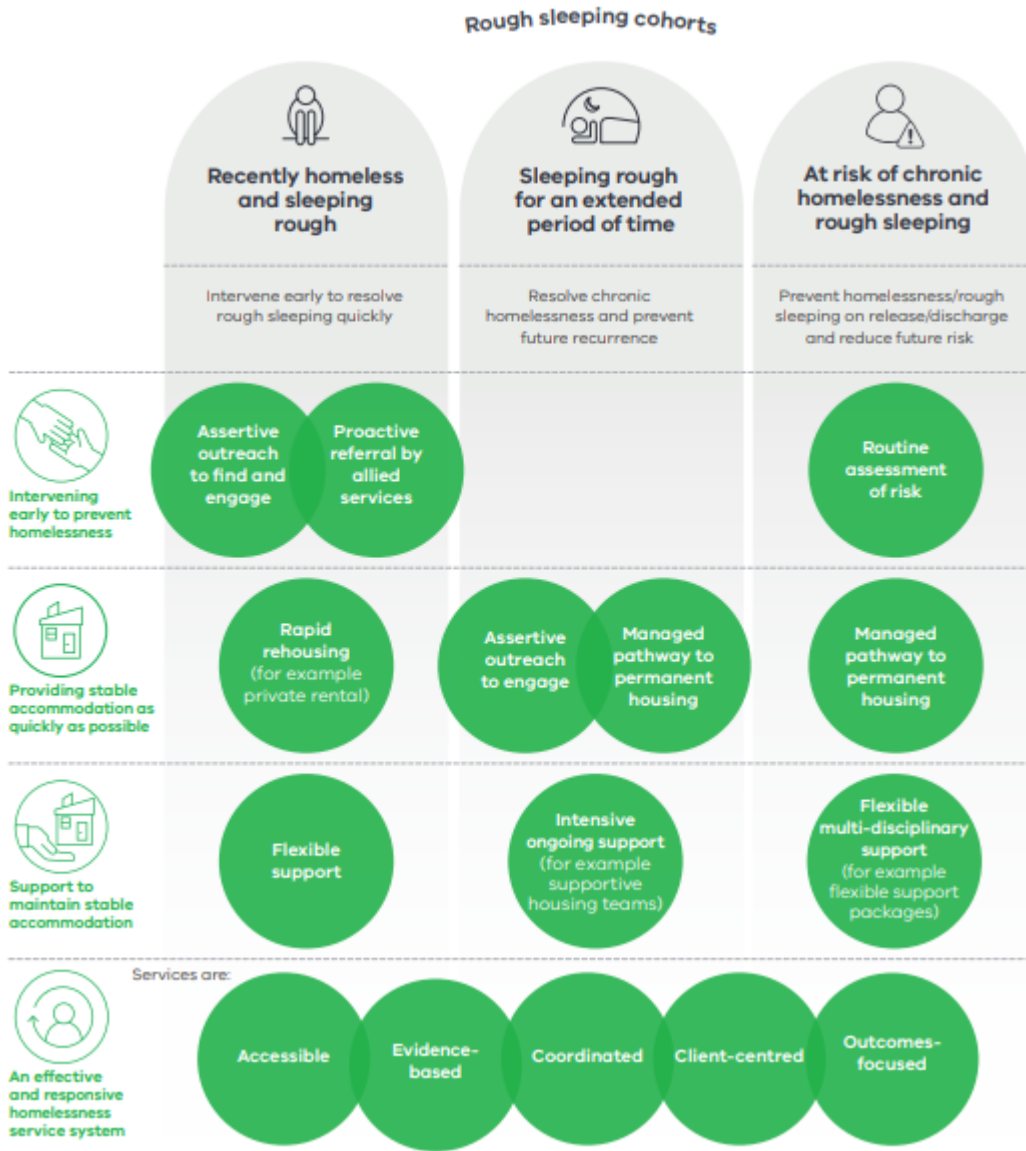 Rough sleeping cohorts
Recently homeless
and sleeping
rough
Sleeping rough
for an extended
period of time
At risk of chronic
homelessness and
rough sleeping
Intervene early to resolve
rough sleeping quickly
Resolve chronic
homelessness and prevent
future recurrence
Prevent homelessness/rough
sleeping on release/discharge
and reduce future risk
Intervening
early to prevent
homelessness
Assertive
outreach
to find and
engage
Proactive
referral by
allied
services
Routine
assessment
of risk
Providing stable
accommodation as
quickly as possible
Rapid
rehousing
(for example
private rental)
Assertive
outreach
to engage
Managed
pathway to
permanent
housing
Managed
pathway to
permanent
housing
Support to
maintain stable
accommodation
Flexible
support
Intensive
ongoing support
(for example
supportive
housing teams)
Flexible
multi-disciplinary
support
(for example
flexible support
packages)
An effective
and responsive
homelessness
service system
Services are:
Accessible
Evidence-
based
Coordinated
Client-centred
Outcomes-
focused